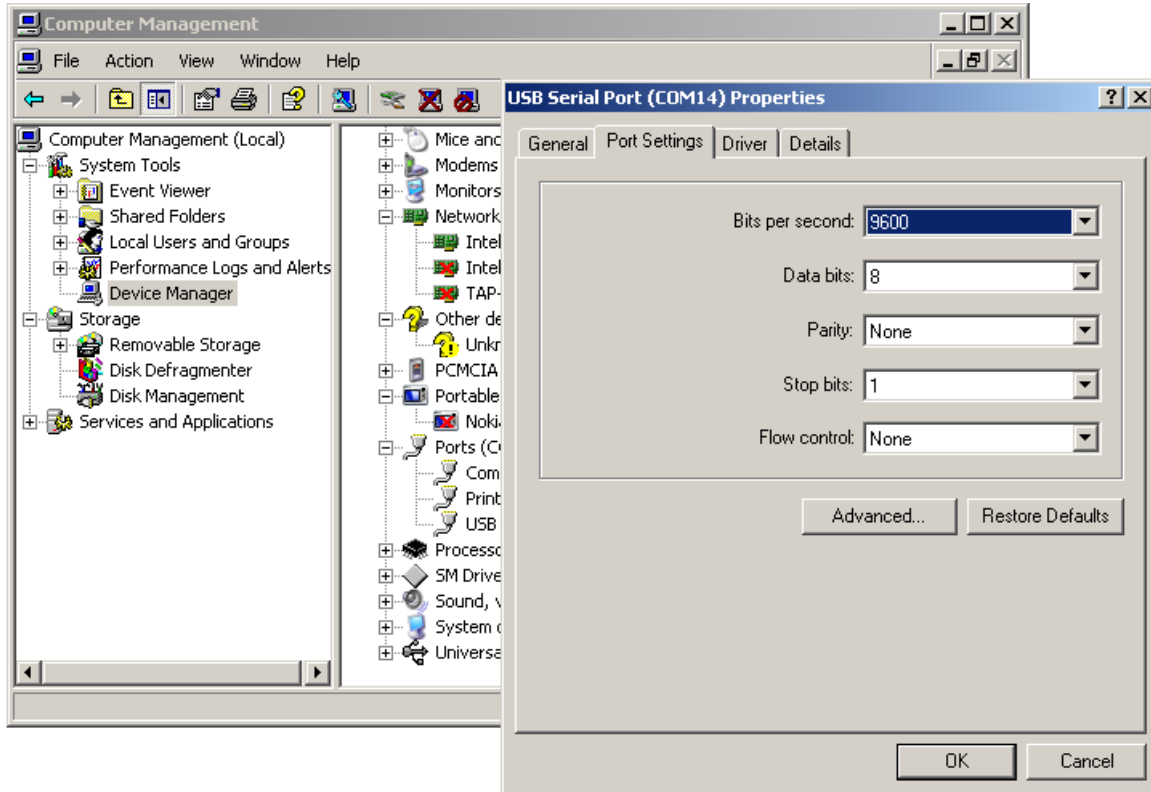 Computer Management
File Action View Window Help
Computer Management (Local)
System Tools
Event Viewer
Shared Folders
Local Users and Groups
Performance Logs and Alerts
Device Manager
Storage
Removable Storage
Disk Defragmenter
Disk Management
Services and Applications
Mice and
Modems
Monitors
Network
Intel
Intel
TAP-
Other de
Unkr
PCMCIA
Portable
Noki
Ports (C
Com
Print
USB
Processo
SM Drive
Sound, v
System d
Universa
USB Serial Port (COM14) Properties
General Port Settings Driver Details
Bits per second: 9600
Data bits: 8
Parity: None
Stop bits: 1
Flow control: None
Advanced... Restore Defaults
OK Cancel